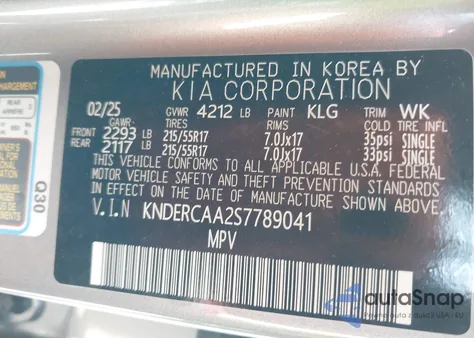 MANUFACTURED IN KOREA BY
KIA CORPORATION
02/25 GVWR 4212 LB PAINT KLG TRIM WK
GAWR TIRES RIMS COLD TIRE
FRONT 2293 LB 215/55R17 7.0Jx17 35psi SINGLE
REAR 2117 LB 215/55R17 7.0Jx17 33psi SINGLE
THIS VEHICLE CONFORMS TO ALL APPLICABLE U.S.A. FEDERAL
MOTOR VEHICLE SAFETY AND THEFT PREVENTION STANDARDS
IN EFFECT ON THE DATE OF MANUFACTURE SHOWN ABOVE.
V.I.N KNDERCAA2S7789041
MPV
Q30
REAR
autaSnap